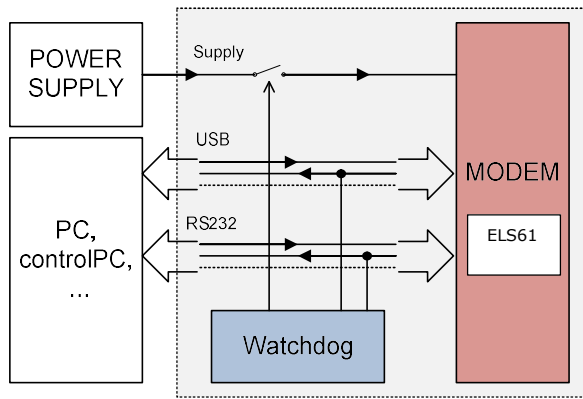 POWER
SUPPLY
Supply
USB
MODEM
RS232
ELS61
PC,
controlPC,
...
Watchdog